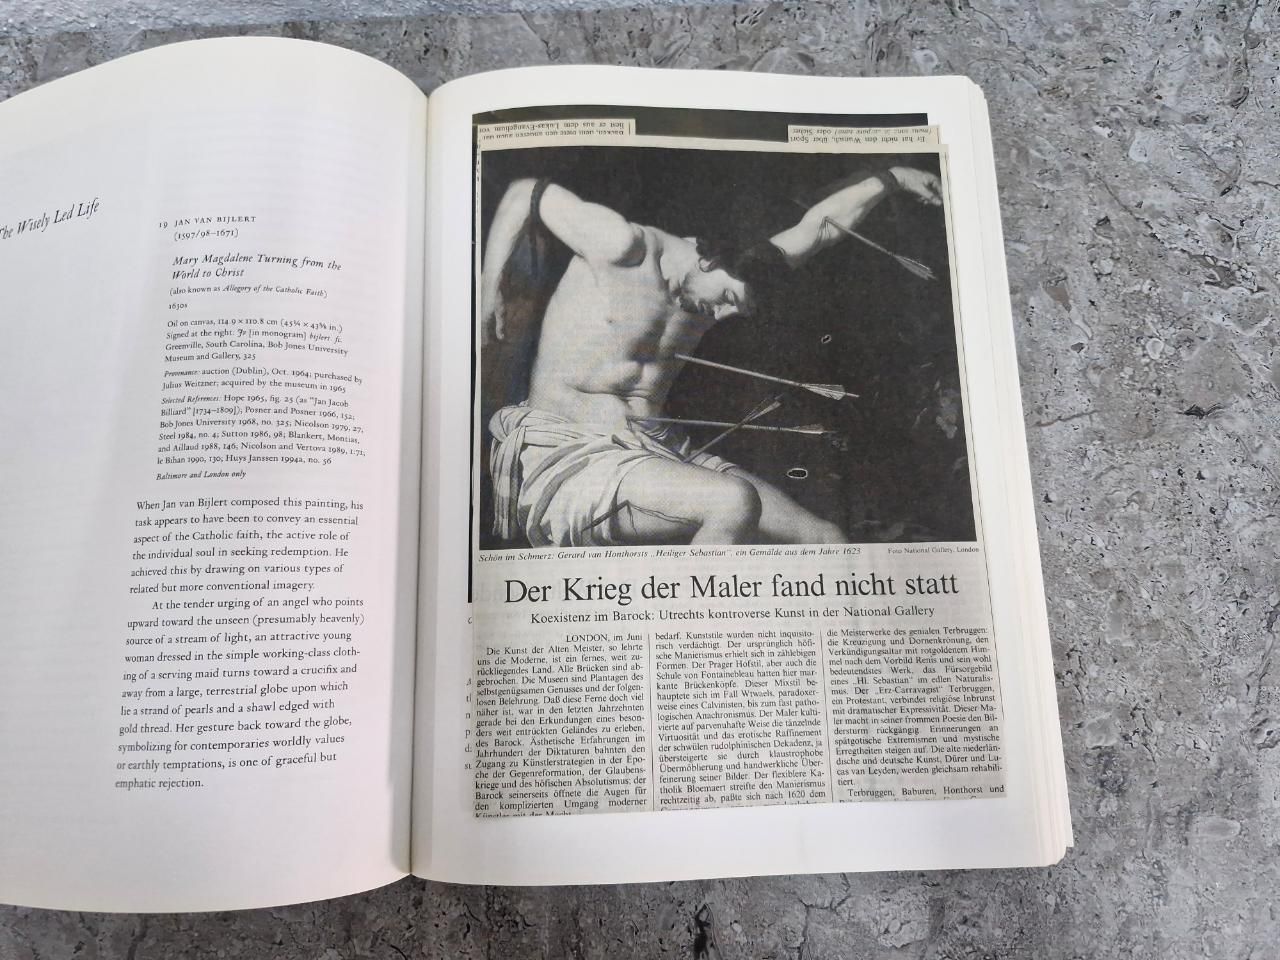 The Wisely Led Life
19 JAN VAN BIJLERT
(1597/98–1671)
Mary Magdalene Turning from the
World to Christ
(also known as Allegory of the Catholic Faith)
1630s
Oil on canvas, 114.9 × 110.8 cm (45¼ × 43⅝ in.)
Signed at the right: Jv [in monogram] bijlert. fe.
Greenville, South Carolina, Bob Jones University
Museum and Gallery, 325
Provenance: auction (Dublin), Oct. 1964; purchased by
Julius Weitzner; acquired by the museum in 1965
Selected References: Hope 1965, fig. 25 (as "Jan Jacob
Billiard" [1734–1809]); Posner and Posner 1966, 152;
Bob Jones University 1968, no. 325; Nicolson 1979, 27;
Steel 1984, no. 4; Sutton 1986, 98; Blankert, Montias,
and Aillaud 1988, 146; Nicolson and Vertova 1989, 1:71;
le Bihan 1990, 130; Huys Janssen 1994a, no. 56
Baltimore and London only
When Jan van Bijlert composed this painting, his
task appears to have been to convey an essential
aspect of the Catholic faith, the active role of
the individual soul in seeking redemption. He
achieved this by drawing on various types of
related but more conventional imagery.
At the tender urging of an angel who points
upward toward the unseen (presumably heavenly)
source of a stream of light, an attractive young
woman dressed in the simple working-class cloth-
ing of a serving maid turns toward a crucifix and
away from a large, terrestrial globe upon which
lie a strand of pearls and a shawl edged with
gold thread. Her gesture back toward the globe,
symbolizing for contemporaries worldly values
or earthly temptations, is one of graceful but
emphatic rejection.
liest er aus dem Lukas-Evangelium vor
Er hat nicht den Wunsch, Sport
oder Sicher
Schön im Schmerz: Gerard van Honthorsts „Heiliger Sebastian", ein Gemälde aus dem Jahre 1623
Foto National Gallery, London
Der Krieg der Maler fand nicht statt
Koexistenz im Barock: Utrechts kontroverse Kunst in der National Gallery
LONDON, im Juni
Die Kunst der Alten Meister, so lehrte
uns die Moderne, ist ein fernes, weit zu-
rückliegendes Land. Alle Brücken sind ab-
gebrochen. Die Museen sind Plantagen des
selbstgenügsamen Genusses und der folgen-
losen Belehrung. Daß diese Ferne doch viel
näher ist, war in den letzten Jahrzehnten
gerade bei den Erkundungen eines beson-
ders weit entrückten Geländes zu erleben,
des Barock. Ästhetische Erfahrungen im
Jahrhundert der Diktaturen bahnten den
Zugang zu Künstlerstrategien in der Epo-
che der Gegenreformation, der Glaubens-
kriege und des höfischen Absolutismus; der
Barock seinerseits öffnete die Augen für
den komplizierten Umgang moderner
Künstler mit der Macht.
bedarf. Kunststile wurden nicht inquisito-
risch verdächtigt. Der ursprünglich höfi-
sche Manierismus erhielt sich in zählebigen
Formen. Der Prager Hofstil, aber auch die
Schule von Fontainebleau hatten hier mar-
kante Brückenköpfe. Dieser Mixstil be-
hauptete sich im Fall Wtwaels, paradoxer-
weise eines Calvinisten, bis zum fast patho-
logischen Anachronismus. Der Maler kulti-
vierte auf parvenuhafte Weise die tänzelnde
Virtuosität und das erotische Raffinement
der schwülen rudolphinischen Dekadenz, ja
übersteigerte sie durch klaustrophobe
Übermöblierung und handwerkliche Über-
feinerung seiner Bilder. Der flexiblere Ka-
tholik Bloemaert streifte den Manierismus
rechtzeitig ab, paßte sich nach 1620 dem
die Meisterwerke des genialen Terbruggen:
die Kreuzigung und Dornenkrönung, den
Verkündigungsaltar mit rotgoldenem Him-
mel nach dem Vorbild Renis und sein wohl
bedeutendstes Werk, das Fürsorgebild
eines „Hl. Sebastian" im edlen Naturalis-
mus. Der „Erz-Carravagist" Terbruggen,
ein Protestant, verbindet religiöse Inbrunst
mit dramatischer Expressivität. Dieser Ma-
ler macht in seiner frommen Poesie den Bil-
dersturm rückgängig. Erinnerungen an
spätgotische Extremismen und mystische
Erregtheiten steigen auf. Die alte niederlän-
dische und deutsche Kunst, Dürer und Lu-
cas van Leyden, werden gleichsam rehabili-
tiert.
Terbruggen, Baburen, Honthorst und